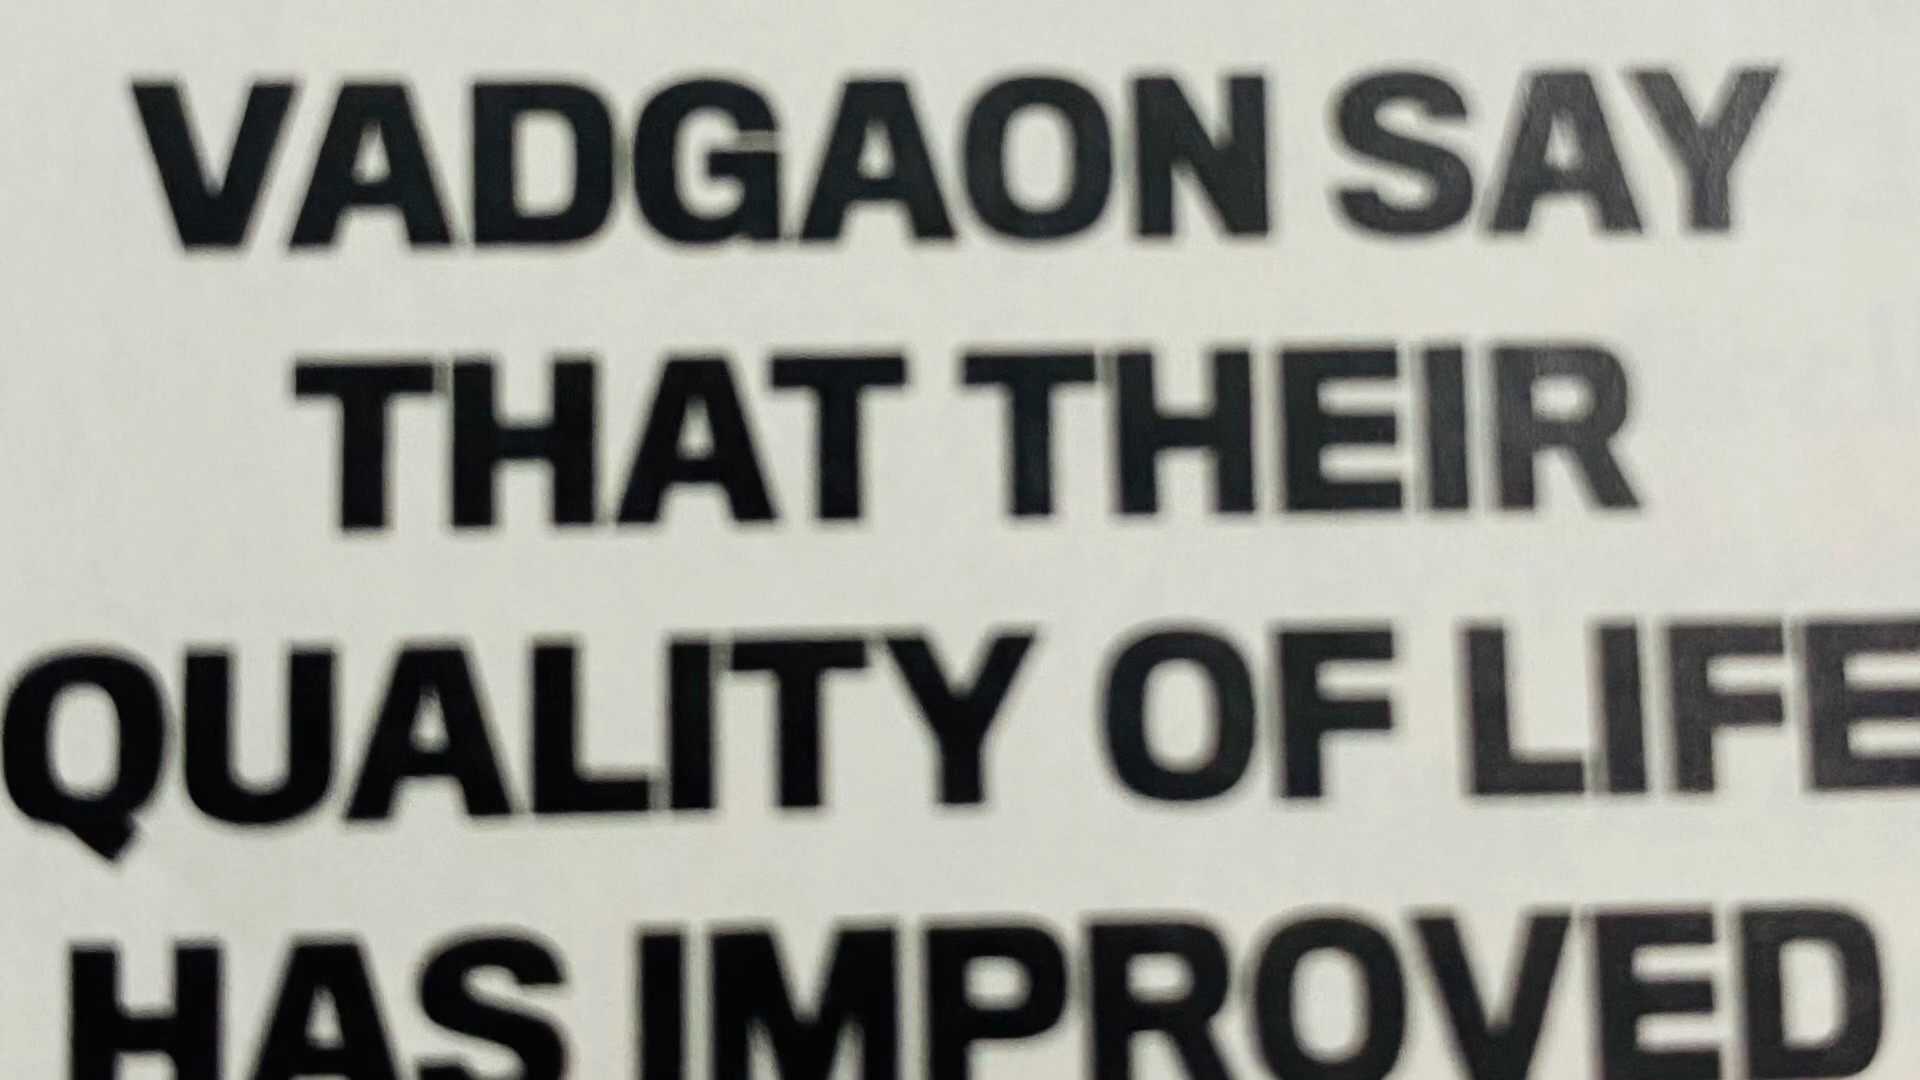 VADGAON SAY
THAT THEIR
QUALITY OF LIFE
HAS IMPROVED